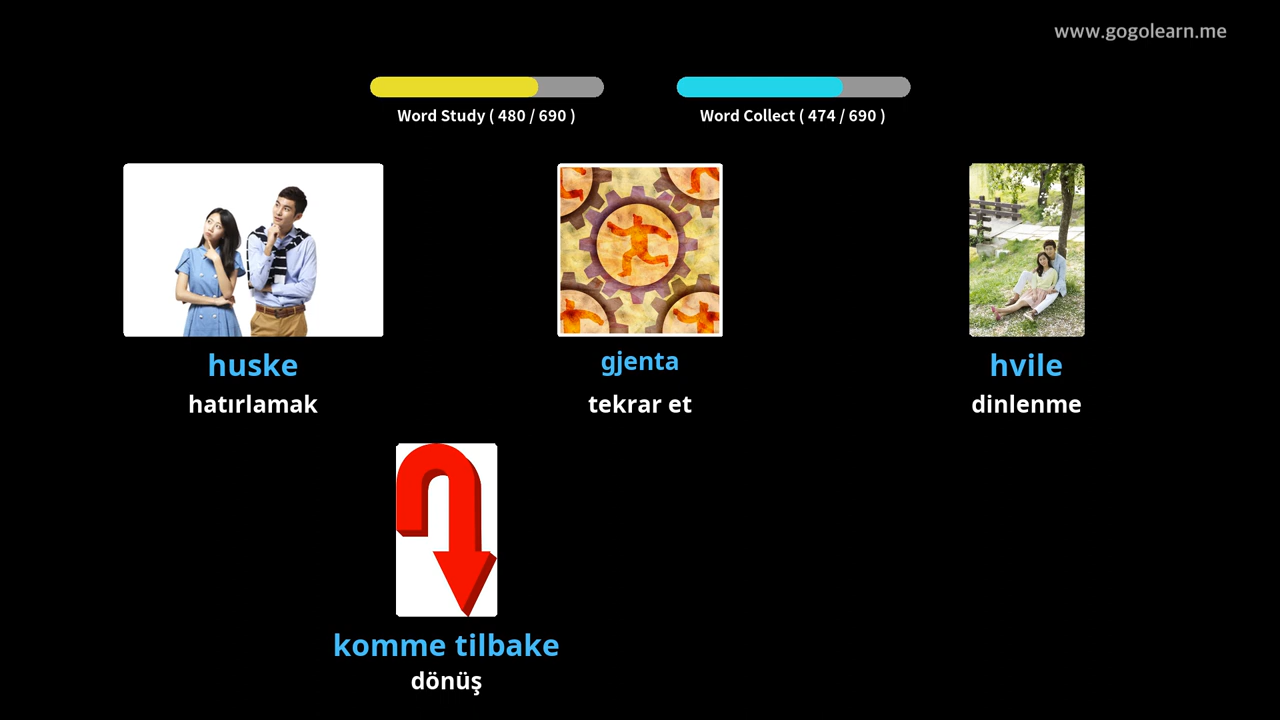 www.gogolearn.me
Word Study ( 480 / 690 )
Word Collect ( 474 / 690 )
huske
hatırlamak
gjenta
tekrar et
hvile
dinlenme
komme tilbake
dönüş